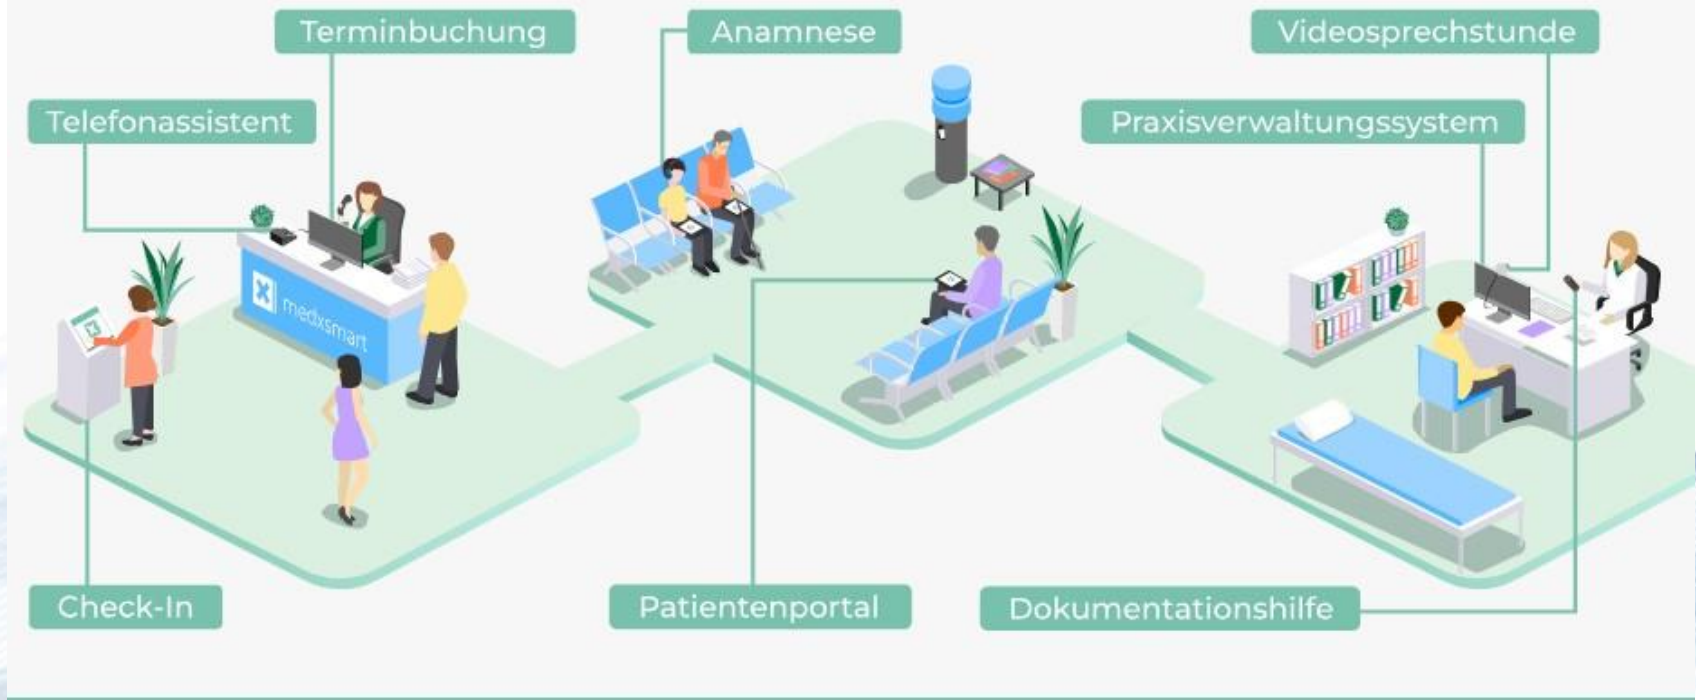 Terminbuchung
Anamnese
Videosprechstunde
Telefonassistent
Praxisverwaltungssystem
medxsmart
Check-In
Patientenportal
Dokumentationshilfe